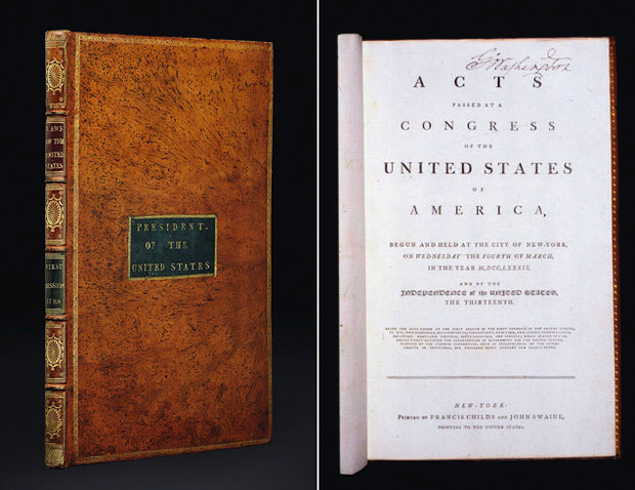 LAWS
OF THE
UNITED
STATES
FIRST
SESSION
1789
PRESIDENT.
OF THE
UNITED STATES
G. Washington
ACTS
PASSED AT A
CONGRESS
OF THE
UNITED STATES
OF
AMERICA,
BEGUN AND HELD AT THE CITY OF NEW-YORK,
ON WEDNESDAY THE FOURTH OF MARCH,
IN THE YEAR M,DCC,LXXXIX.
AND OF THE
INDEPENDENCE of the UNITED STATES,
THE THIRTEENTH.
NEW-YORK:
PRINTED BY FRANCIS CHILDS AND JOHN SWAINE,
PRINTERS TO THE UNITED STATES.